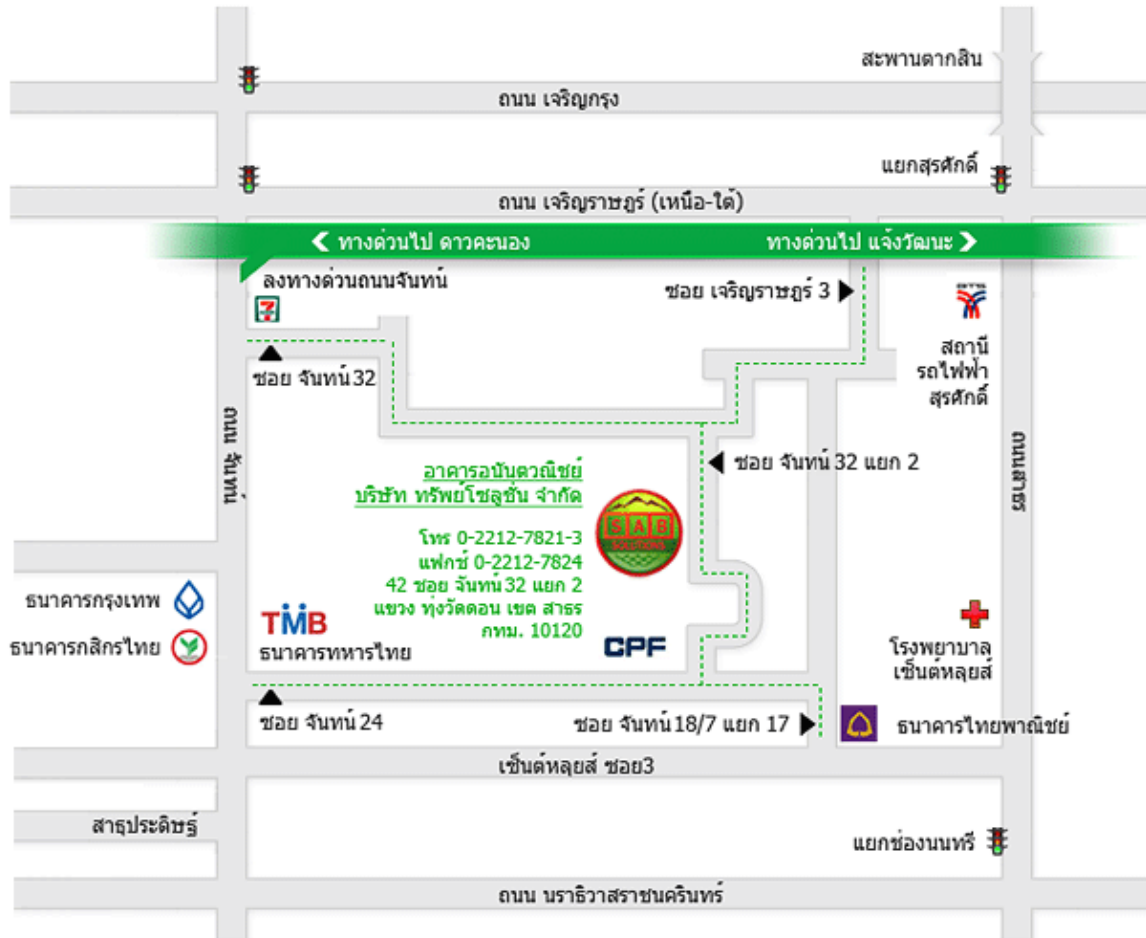 สะพานตากสิน
ถนน เจริญกรุง
แยกสุรศักดิ์
ถนน เจริญราษฎร์ (เหนือ-ใต้)
ทางด่วนไป ดาวคะนอง
ทางด่วนไป แจ้งวัฒนะ
ลงทางด่วนถนนจันทน์
7
ซอย เจริญราษฎร์ 3
BTS
สถานี
รถไฟฟ้า
สุรศักดิ์
ซอย จันทน์ 32
ถนน จันทน์
ถนนสาธร
ซอย จันทน์ 32 แยก 2
อาคารอนันตวณิชย์
บริษัท ทรัพย์โซลูชั่น จำกัด
SAB
SOLUTIONS
โทร 0-2212-7821-3
แฟกซ์ 0-2212-7824
42 ซอย จันทน์ 32 แยก 2
แขวง ทุ่งวัดดอน เขต สาธร
กทม. 10120
ธนาคารกรุงเทพ
ธนาคารกสิกรไทย
TMB
ธนาคารทหารไทย
CPF
โรงพยาบาล
เซ็นต์หลุยส์
ซอย จันทน์ 24
ซอย จันทน์ 18/7 แยก 17
ธนาคารไทยพาณิชย์
เซ็นต์หลุยส์ ซอย3
สาธุประดิษฐ์
แยกช่องนนทรี
ถนน นราธิวาสราชนครินทร์